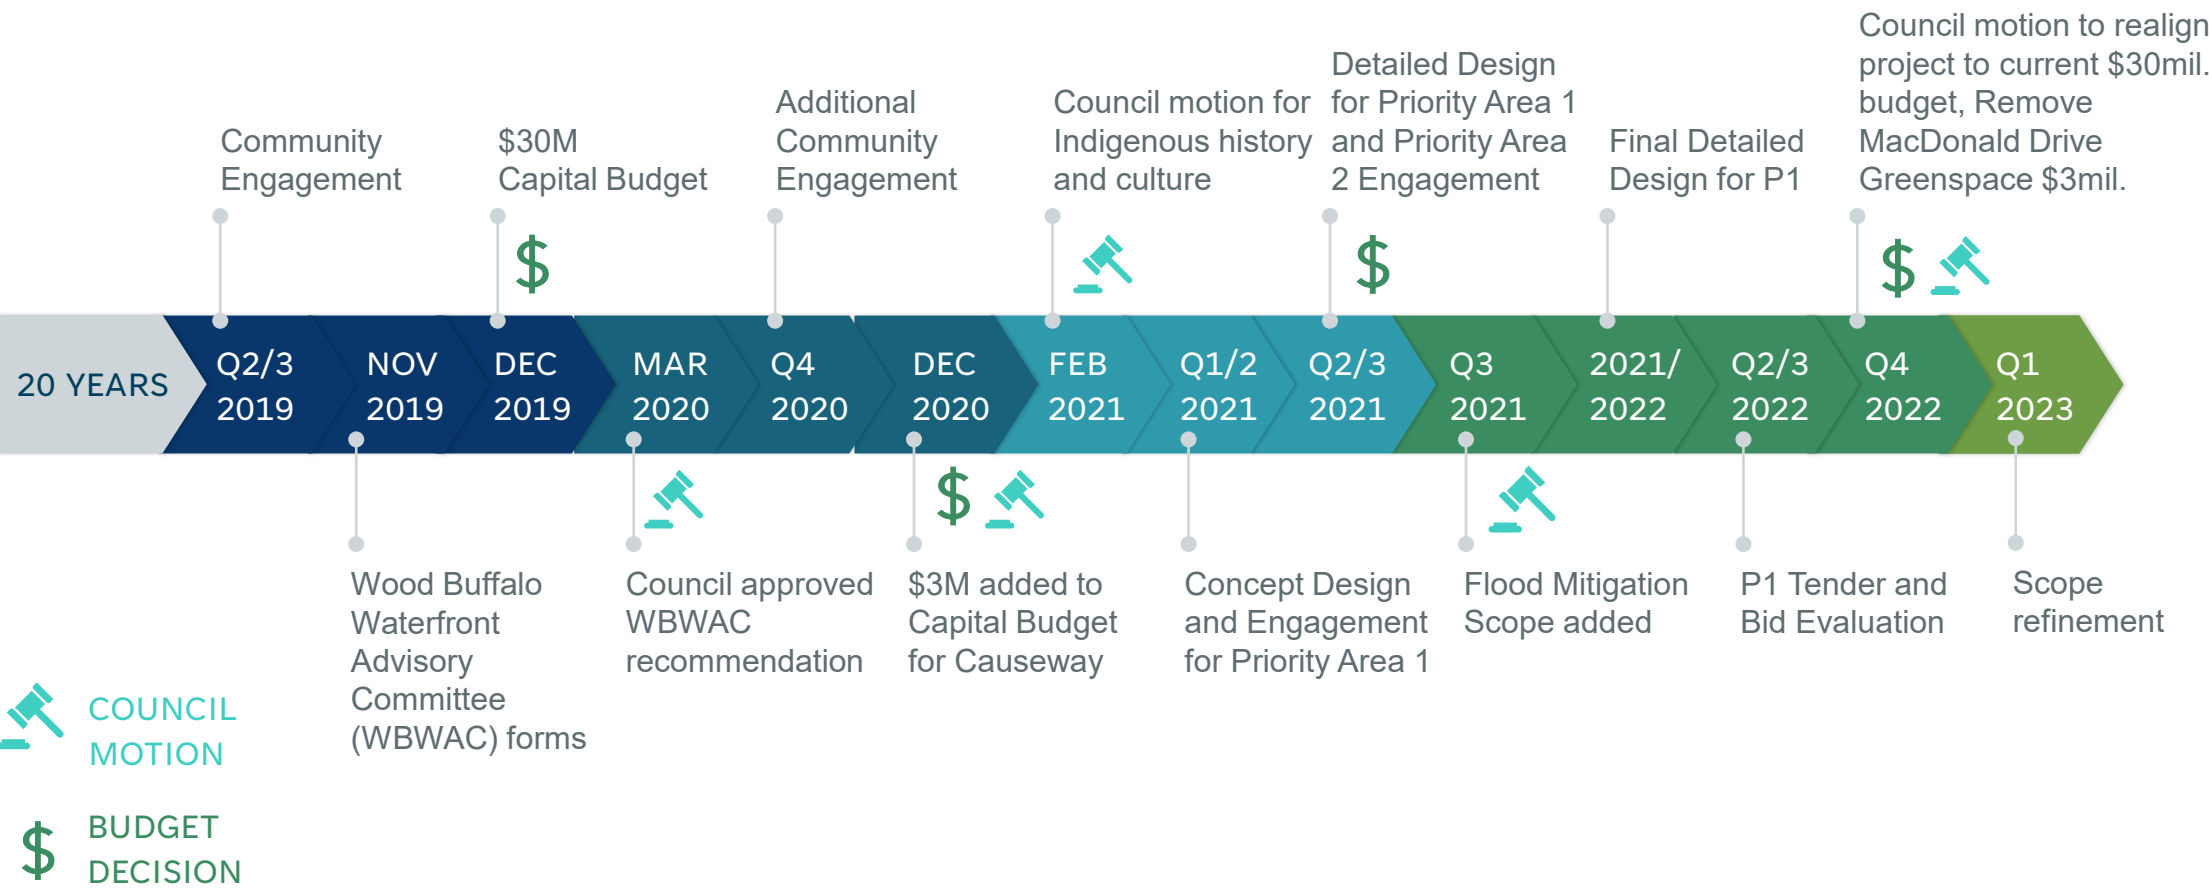 Community
Engagement
$30M
Capital Budget
Additional
Community
Engagement
Council motion for
Indigenous history
and culture
Detailed Design
for Priority Area 1
and Priority Area
2 Engagement
Final Detailed
Design for P1
Council motion to realign
project to current $30mil.
budget, Remove
MacDonald Drive
Greenspace $3mil.
$
$
$
20 YEARS
Q2/3
2019
NOV
2019
DEC
2019
MAR
2020
Q4
2020
DEC
2020
FEB
2021
Q1/2
2021
Q2/3
2021
Q3
2021
2021/
2022
Q2/3
2022
Q4
2022
Q1
2023
$
Wood Buffalo
Waterfront
Advisory
Committee
(WBWAC) forms
Council approved
WBWAC
recommendation
$3M added to
Capital Budget
for Causeway
Concept Design
and Engagement
for Priority Area 1
Flood Mitigation
Scope added
P1 Tender and
Bid Evaluation
Scope
refinement
COUNCIL
MOTION
$
BUDGET
DECISION